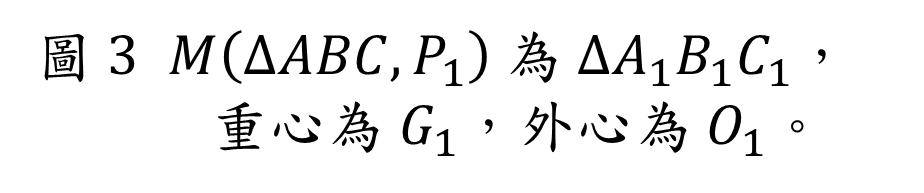 圖 3 M(ΔABC, P₁) 為 ΔA₁B₁C₁，
重心為 G₁，外心為 O₁。